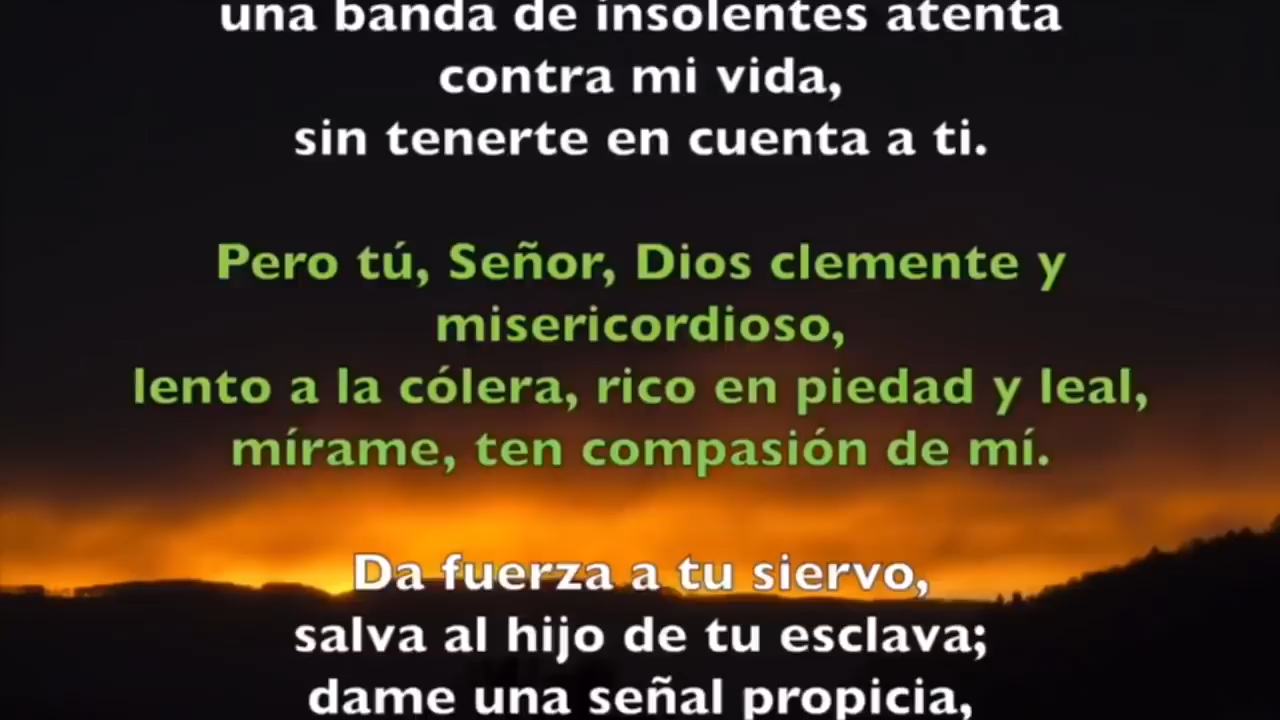 una banda de insolentes atenta
contra mi vida,
sin tenerte en cuenta a ti.
Pero tú, Señor, Dios clemente y
misericordioso,
lento a la cólera, rico en piedad y leal,
mírame, ten compasión de mí.
Da fuerza a tu siervo,
salva al hijo de tu esclava;
dame una señal propicia,